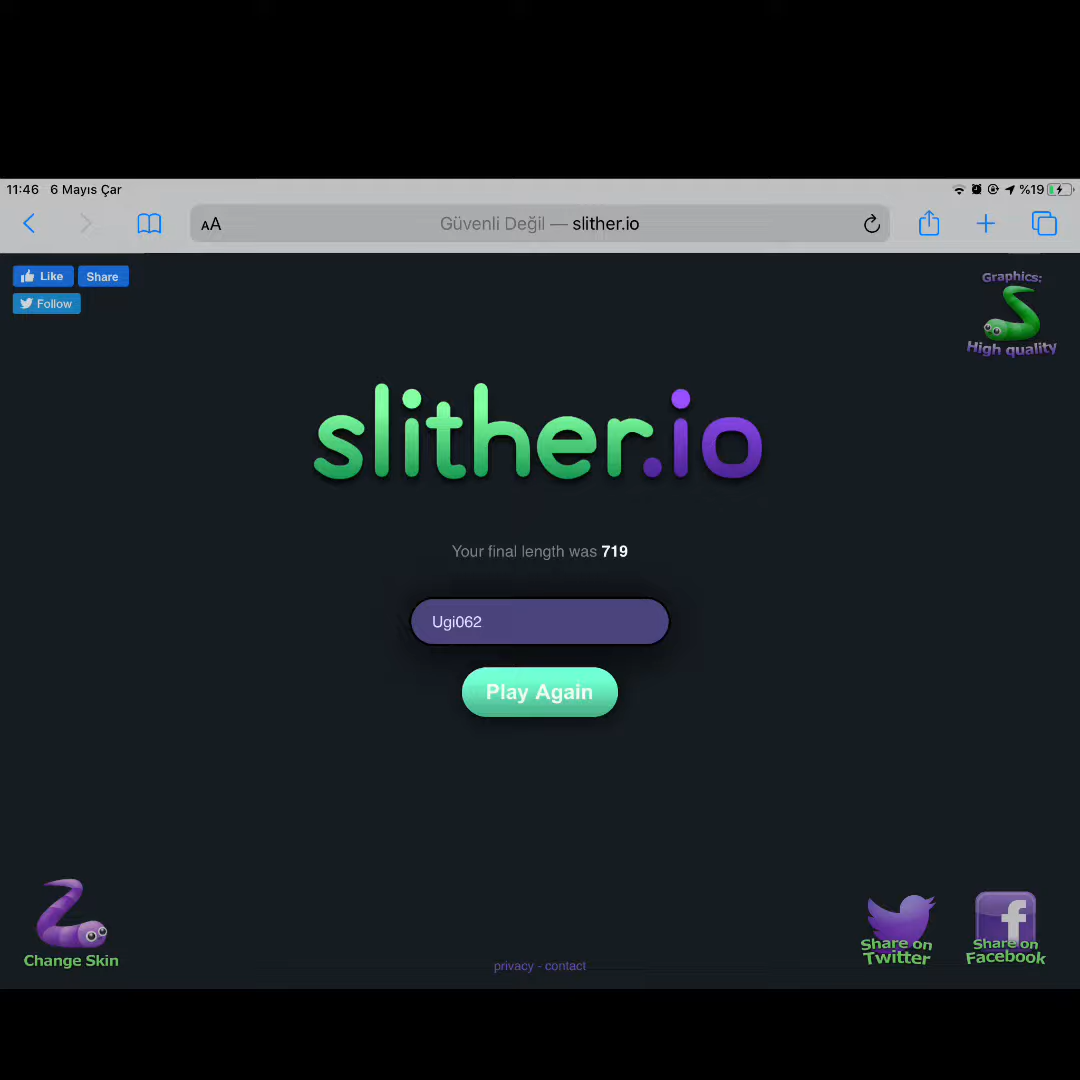 11:46 6 Mayıs Çar %19
AA Güvenli Değil — slither.io
Like Share
Follow
Graphics:
High quality
slither.io
Your final length was 719
Ugi062
Play Again
Change Skin
privacy - contact
Share on
Twitter
Share on
Facebook